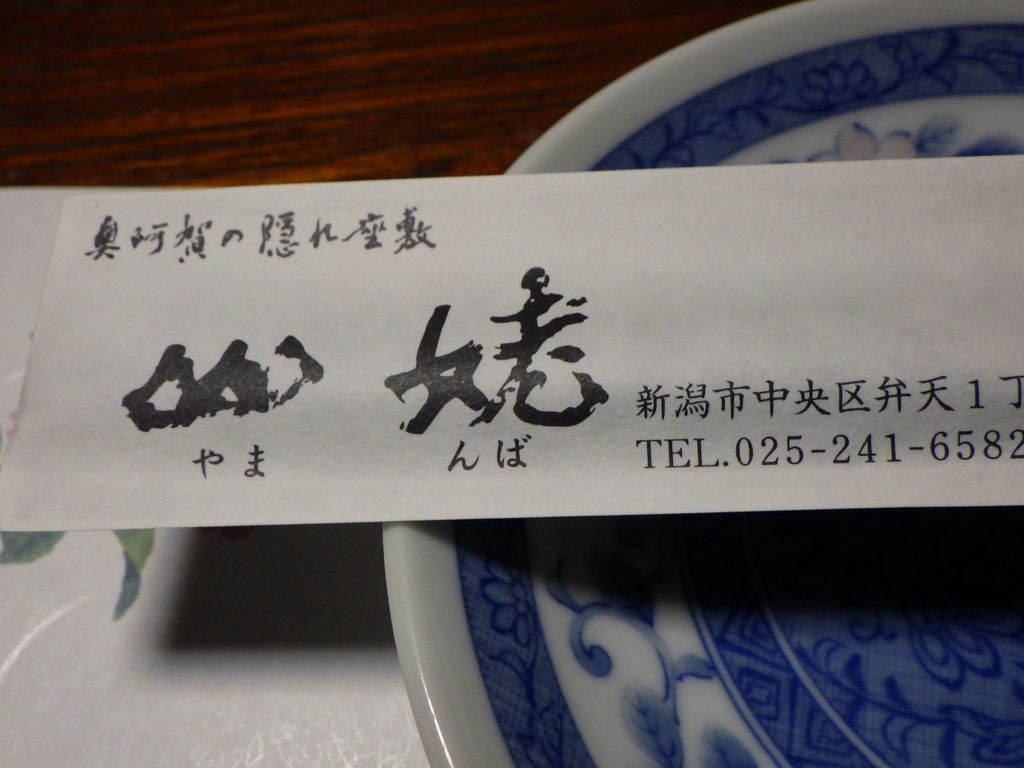 奥阿賀の隠れ座敷
山姥
やまんば
新潟市中央区弁天1丁
TEL.025-241-6582